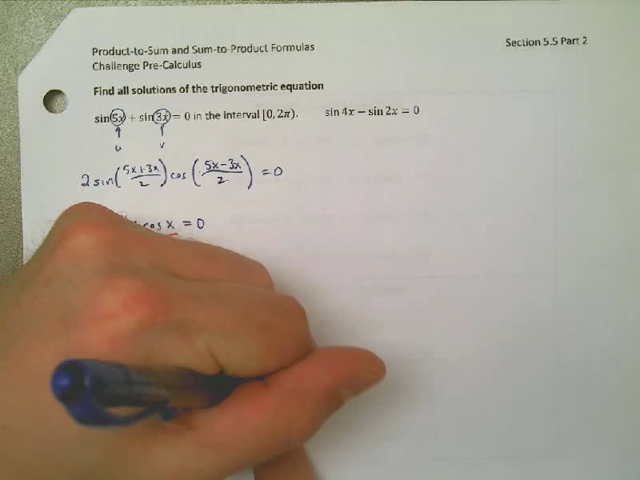 Product-to-Sum and Sum-to-Product Formulas
Section 5.5 Part 2
Challenge Pre-Calculus
Find all solutions of the trigonometric equation
sin 5x + sin 3x = 0 in the interval [0, 2π).
sin 4x − sin 2x = 0
u v
2 sin((5x+3x)/2) cos((5x−3x)/2) = 0
cos x = 0